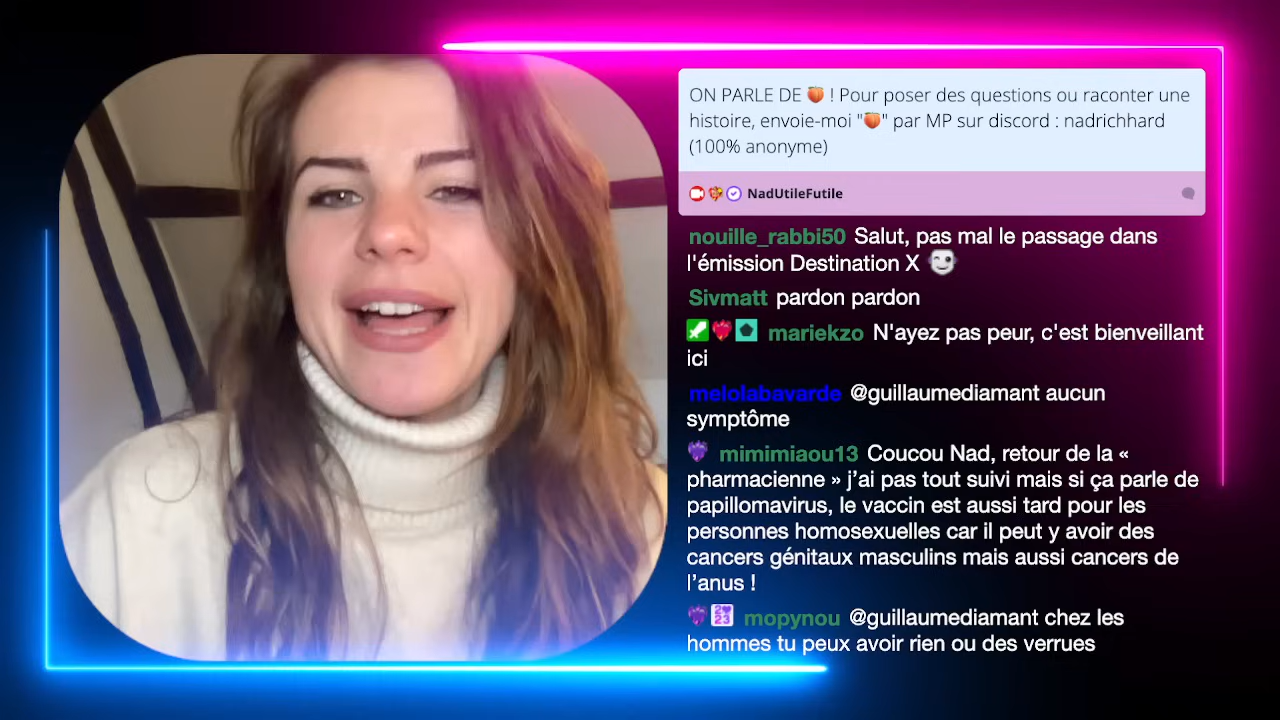 ON PARLE DE 🍑 ! Pour poser des questions ou raconter une
histoire, envoie-moi "🍑" par MP sur discord : nadrichhard
(100% anonyme)
NadUtileFutile
nouille_rabbi50 Salut, pas mal le passage dans
l'émission Destination X
Sivmatt pardon pardon
mariekzo N'ayez pas peur, c'est bienveillant
ici
melolabavarde @guillaumediamant aucun
symptôme
mimimiaou13 Coucou Nad, retour de la «
pharmacienne » j’ai pas tout suivi mais si ça parle de
papillomavirus, le vaccin est aussi tard pour les
personnes homosexuelles car il peut y avoir des
cancers génitaux masculins mais aussi cancers de
l’anus !
2 23 mopynou @guillaumediamant chez les
hommes tu peux avoir rien ou des verrues